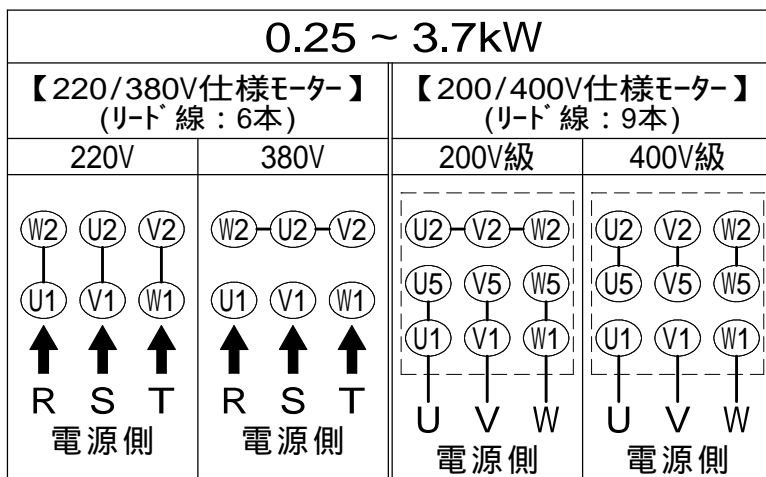 0.25 ~ 3.7kW
【220/380V仕様ﾓｰﾀｰ】
(ﾘｰﾄﾞ線：6本)
【200/400V仕様ﾓｰﾀｰ】
(ﾘｰﾄﾞ線：9本)
220V 380V 200V級 400V級
W2 U2 V2
U1 V1 W1
R S T
電源側
W2 U2 V2
U1 V1 W1
R S T
電源側
U2 V2 W2
U5 V5 W5
U1 V1 W1
U V W
電源側
U2 V2 W2
U5 V5 W5
U1 V1 W1
U V W
電源側